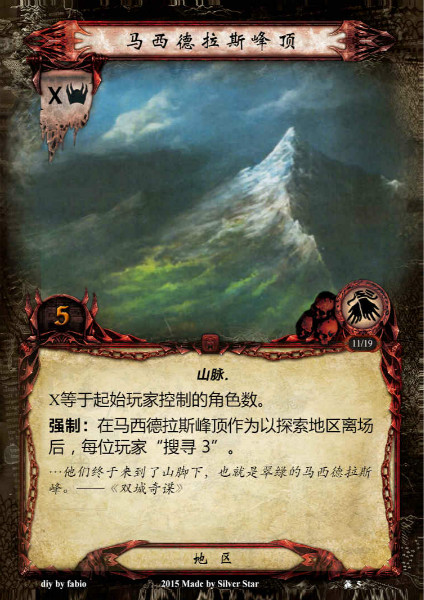 马西德拉斯峰顶
X
5
11/19
山脉.
X等于起始玩家控制的角色数。
强制：在马西德拉斯峰顶作为以探索地区离场
后，每位玩家“搜寻 3”。
…他们终于来到了山脚下，也就是翠绿的马西德拉斯
峰。——《双城奇谋》
地区
diy by fabio
2015 Made by Silver Star
5